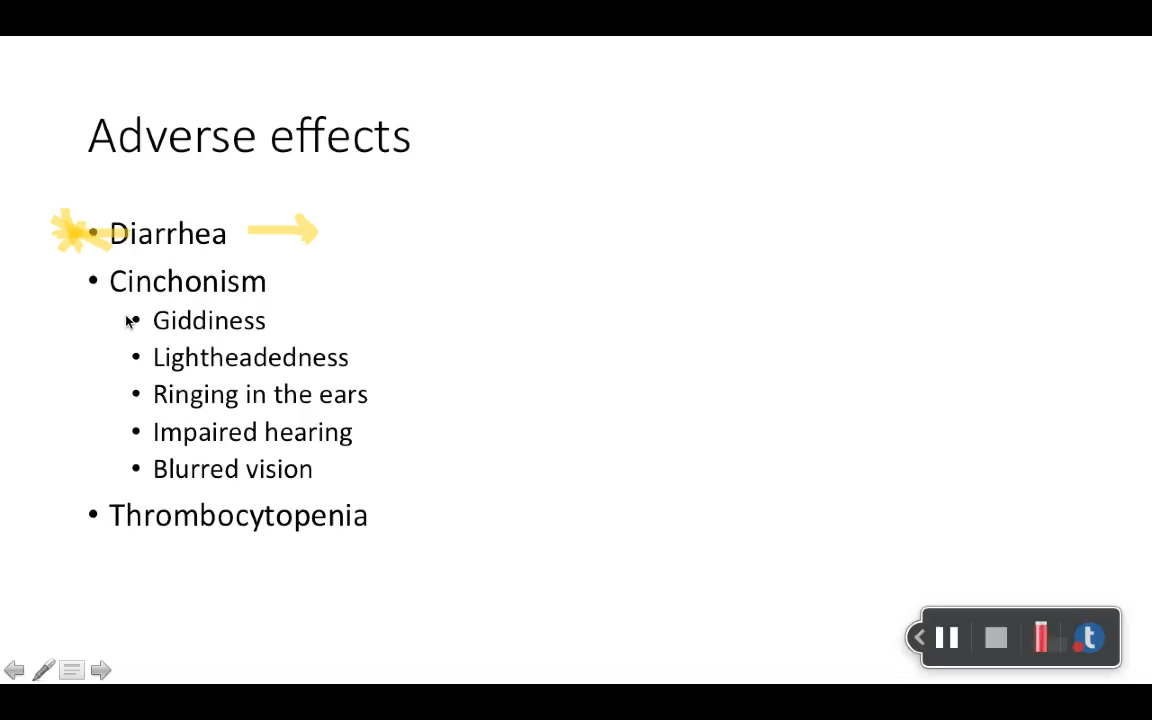 Adverse effects
• Diarrhea
• Cinchonism
• Giddiness
• Lightheadedness
• Ringing in the ears
• Impaired hearing
• Blurred vision
• Thrombocytopenia
t